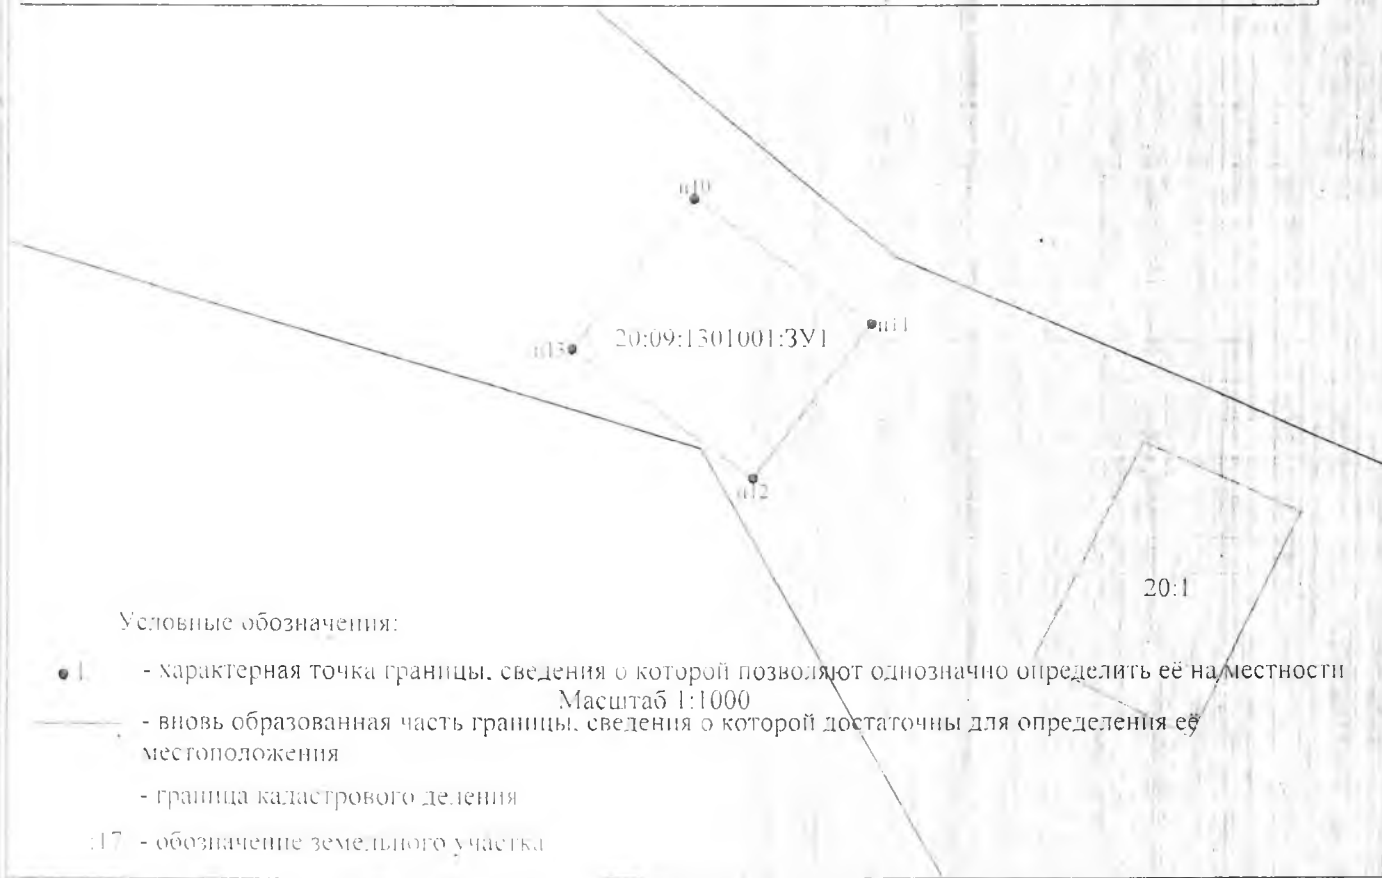 н10
н11
н13
20:09:1301001:ЗУ1
н12
20:1
Условные обозначения:
1 - характерная точка границы, сведения о которой позволяют однозначно определить её на местности
Масштаб 1:1000
- вновь образованная часть границы, сведения о которой достаточны для определения её
местоположения
- граница кадастрового деления
:17 - обозначение земельного участка